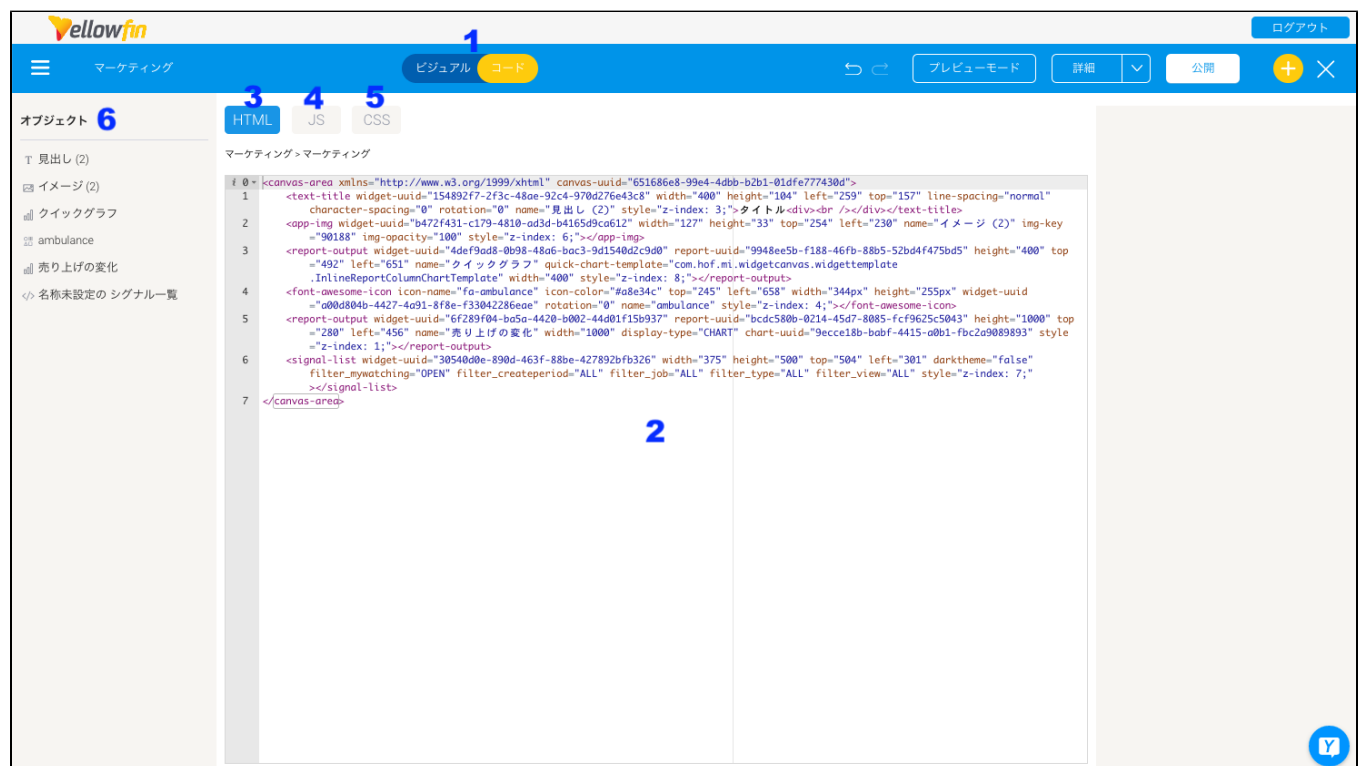 Yellowfin
ログアウト
1
マーケティング
ビジュアル コード
プレビューモード
詳細
公開
オブジェクト 6
3 4 5
HTML JS CSS
T 見出し (2)
イメージ (2)
クイックグラフ
ambulance
売り上げの変化
</> 名称未設定の シグナル一覧
マーケティング > マーケティング
i 0 <canvas-area xmlns="http://www.w3.org/1999/xhtml" canvas-uuid="651686e8-99e4-4dbb-b2b1-01dfe777430d">
1 <text-title widget-uuid="154892f7-2f3c-48ae-92c4-970d276e43c8" width="400" height="104" left="259" top="157" line-spacing="normal"
character-spacing="0" rotation="0" name="見出し (2)" style="z-index: 3;">タイトル<div><br /></div></text-title>
2 <app-img widget-uuid="b472f431-c179-4810-ad3d-b4165d9ca612" width="127" height="33" top="254" left="230" name="イメージ (2)" img-key
="90188" img-opacity="100" style="z-index: 6;"></app-img>
3 <report-output widget-uuid="4def9ad8-0b98-48a6-bac3-9d1540d2c9d0" report-uuid="9948ee5b-f188-46fb-88b5-52bd4f475bd5" height="400" top
="492" left="651" name="クイックグラフ" quick-chart-template="com.hof.mi.widgetcanvas.widgettemplate
.InlineReportColumnChartTemplate" width="400" style="z-index: 8;"></report-output>
4 <font-awesome-icon icon-name="fa-ambulance" icon-color="#a8e34c" top="245" left="658" width="344px" height="255px" widget-uuid
="a00d804b-4427-4a91-8f8e-f33042286eae" rotation="0" name="ambulance" style="z-index: 4;"></font-awesome-icon>
5 <report-output widget-uuid="6f289f04-ba5a-4420-b002-44d01f15b937" report-uuid="bcdc580b-0214-45d7-8085-fcf9625c5043" height="1000" top
="280" left="456" name="売り上げの変化" width="1000" display-type="CHART" chart-uuid="9ecce18b-babf-4415-a0b1-fbc2a9089893" style
="z-index: 1;"></report-output>
6 <signal-list widget-uuid="30540d0e-890d-463f-88be-427892bfb326" width="375" height="500" top="504" left="301" darktheme="false"
filter_mywatching="OPEN" filter_createperiod="ALL" filter_job="ALL" filter_type="ALL" filter_view="ALL" style="z-index: 7;"
></signal-list>
7 </canvas-area>
2
Y